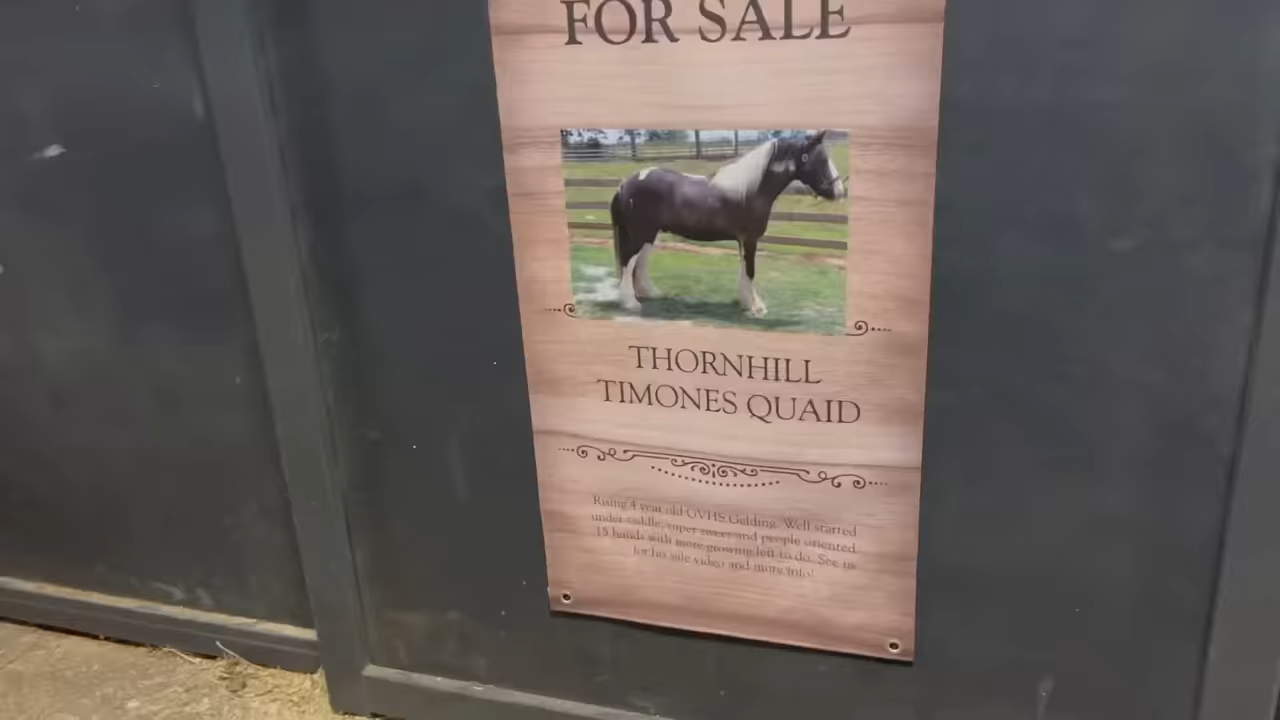 FOR SALE
THORNHILL
TIMONES QUAID
Rising 4 year old GVHS Gelding. Well started
under saddle, super sweet and people oriented.
15 hands with more growing left to do. See us
for his sale video and more info!